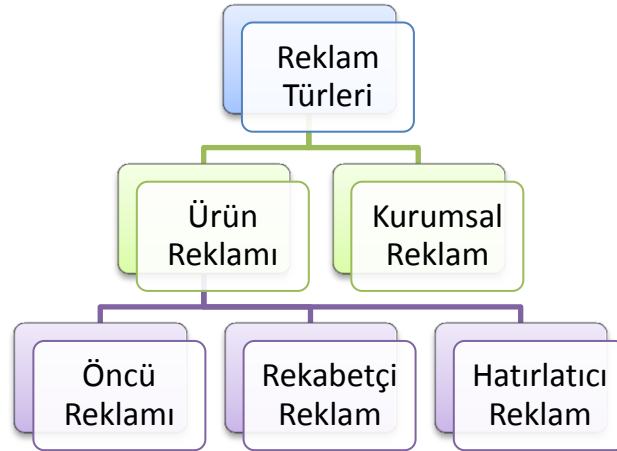 Reklam
Türleri
Ürün
Reklamı
Kurumsal
Reklam
Öncü
Reklamı
Rekabetçi
Reklam
Hatırlatıcı
Reklam